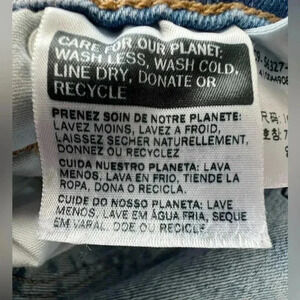 CARE FOR OUR PLANET:
WASH LESS, WASH COLD,
LINE DRY, DONATE OR
RECYCLE
PRENEZ SOIN DE NOTRE PLANETE:
LAVEZ MOINS, LAVEZ A FROID,
LAISSEZ SECHER NATURELLEMENT,
DONNEZ OU RECYCLEZ
CUIDA NUESTRO PLANETA: LAVA
MENOS, LAVA EN FRIO, TIENDE LA
ROPA, DONA O RECICLA.
CUIDE DO NOSSO PLANETA: LAVE
MENOS, LAVE EM ÁGUA FRIA, SEQUE
EM VARAL, DOE OU RECICLE